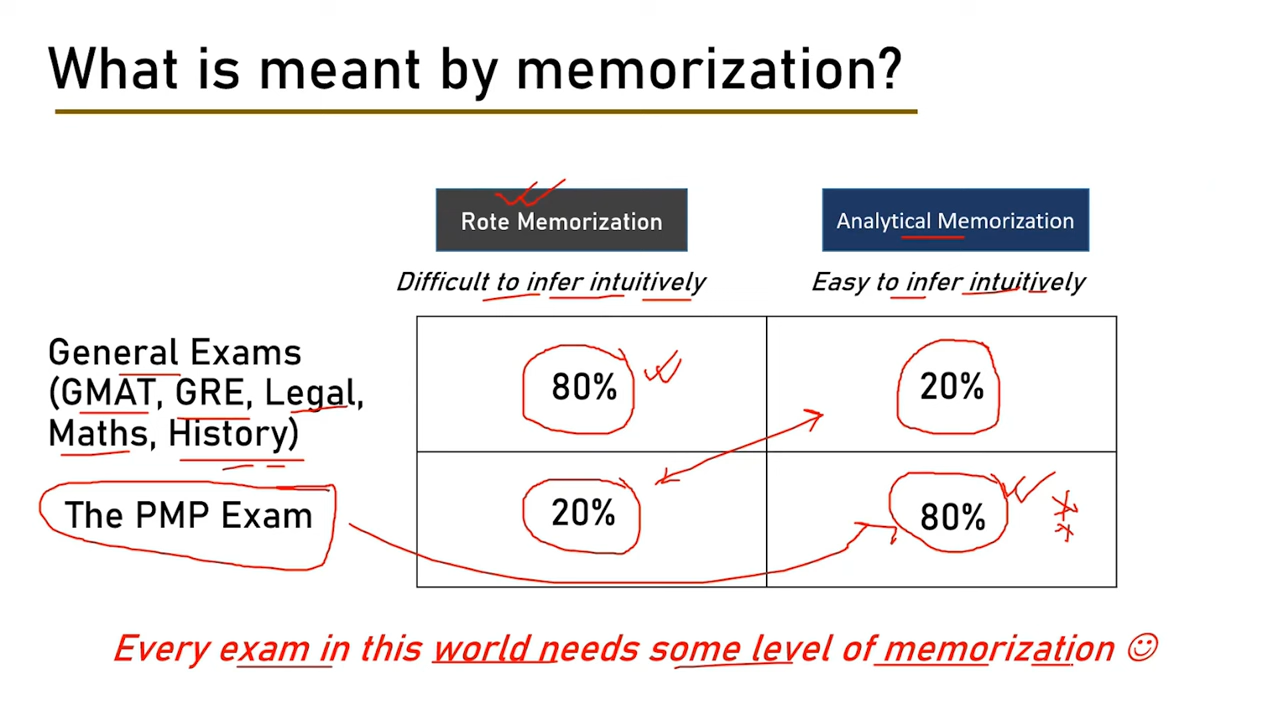 What is meant by memorization?
Rote Memorization
Analytical Memorization
Difficult to infer intuitively
Easy to infer intuitively
General Exams
(GMAT, GRE, Legal,
Maths, History)
80%
20%
The PMP Exam
20%
80%
Every exam in this world needs some level of memorization ☺